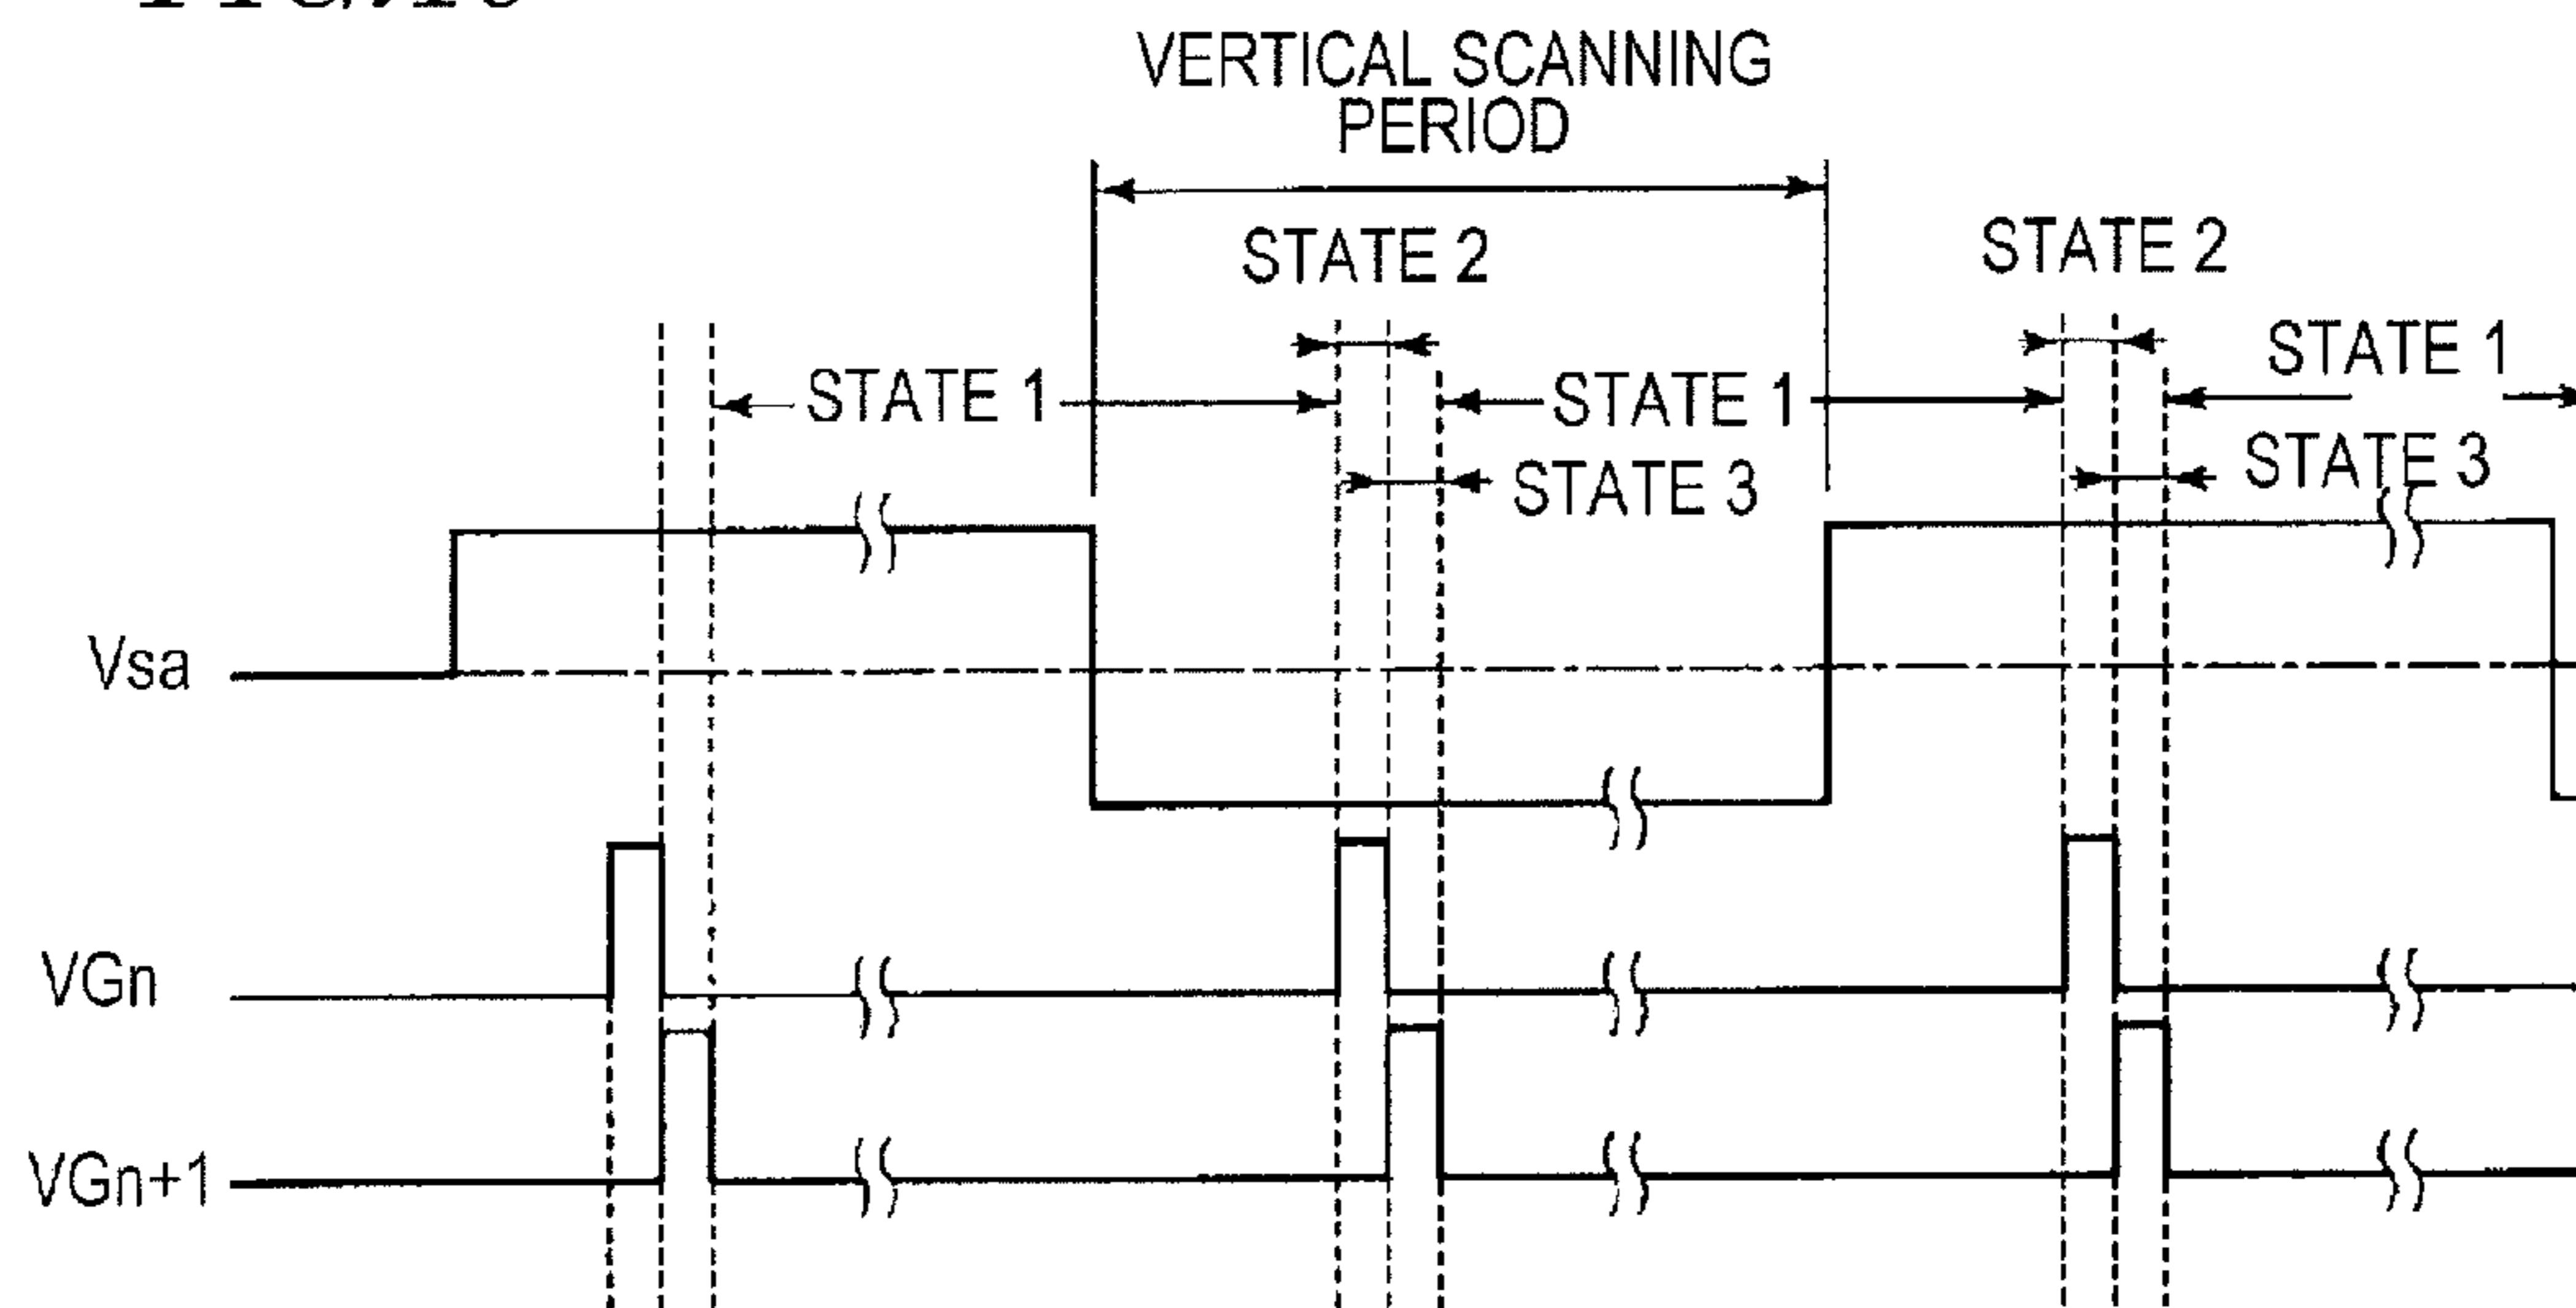 VERTICAL SCANNING
PERIOD
STATE 2
STATE 2
STATE 1
STATE 1
STATE 1
STATE 3
STATE 3
Vsa
VGn
VGn+1